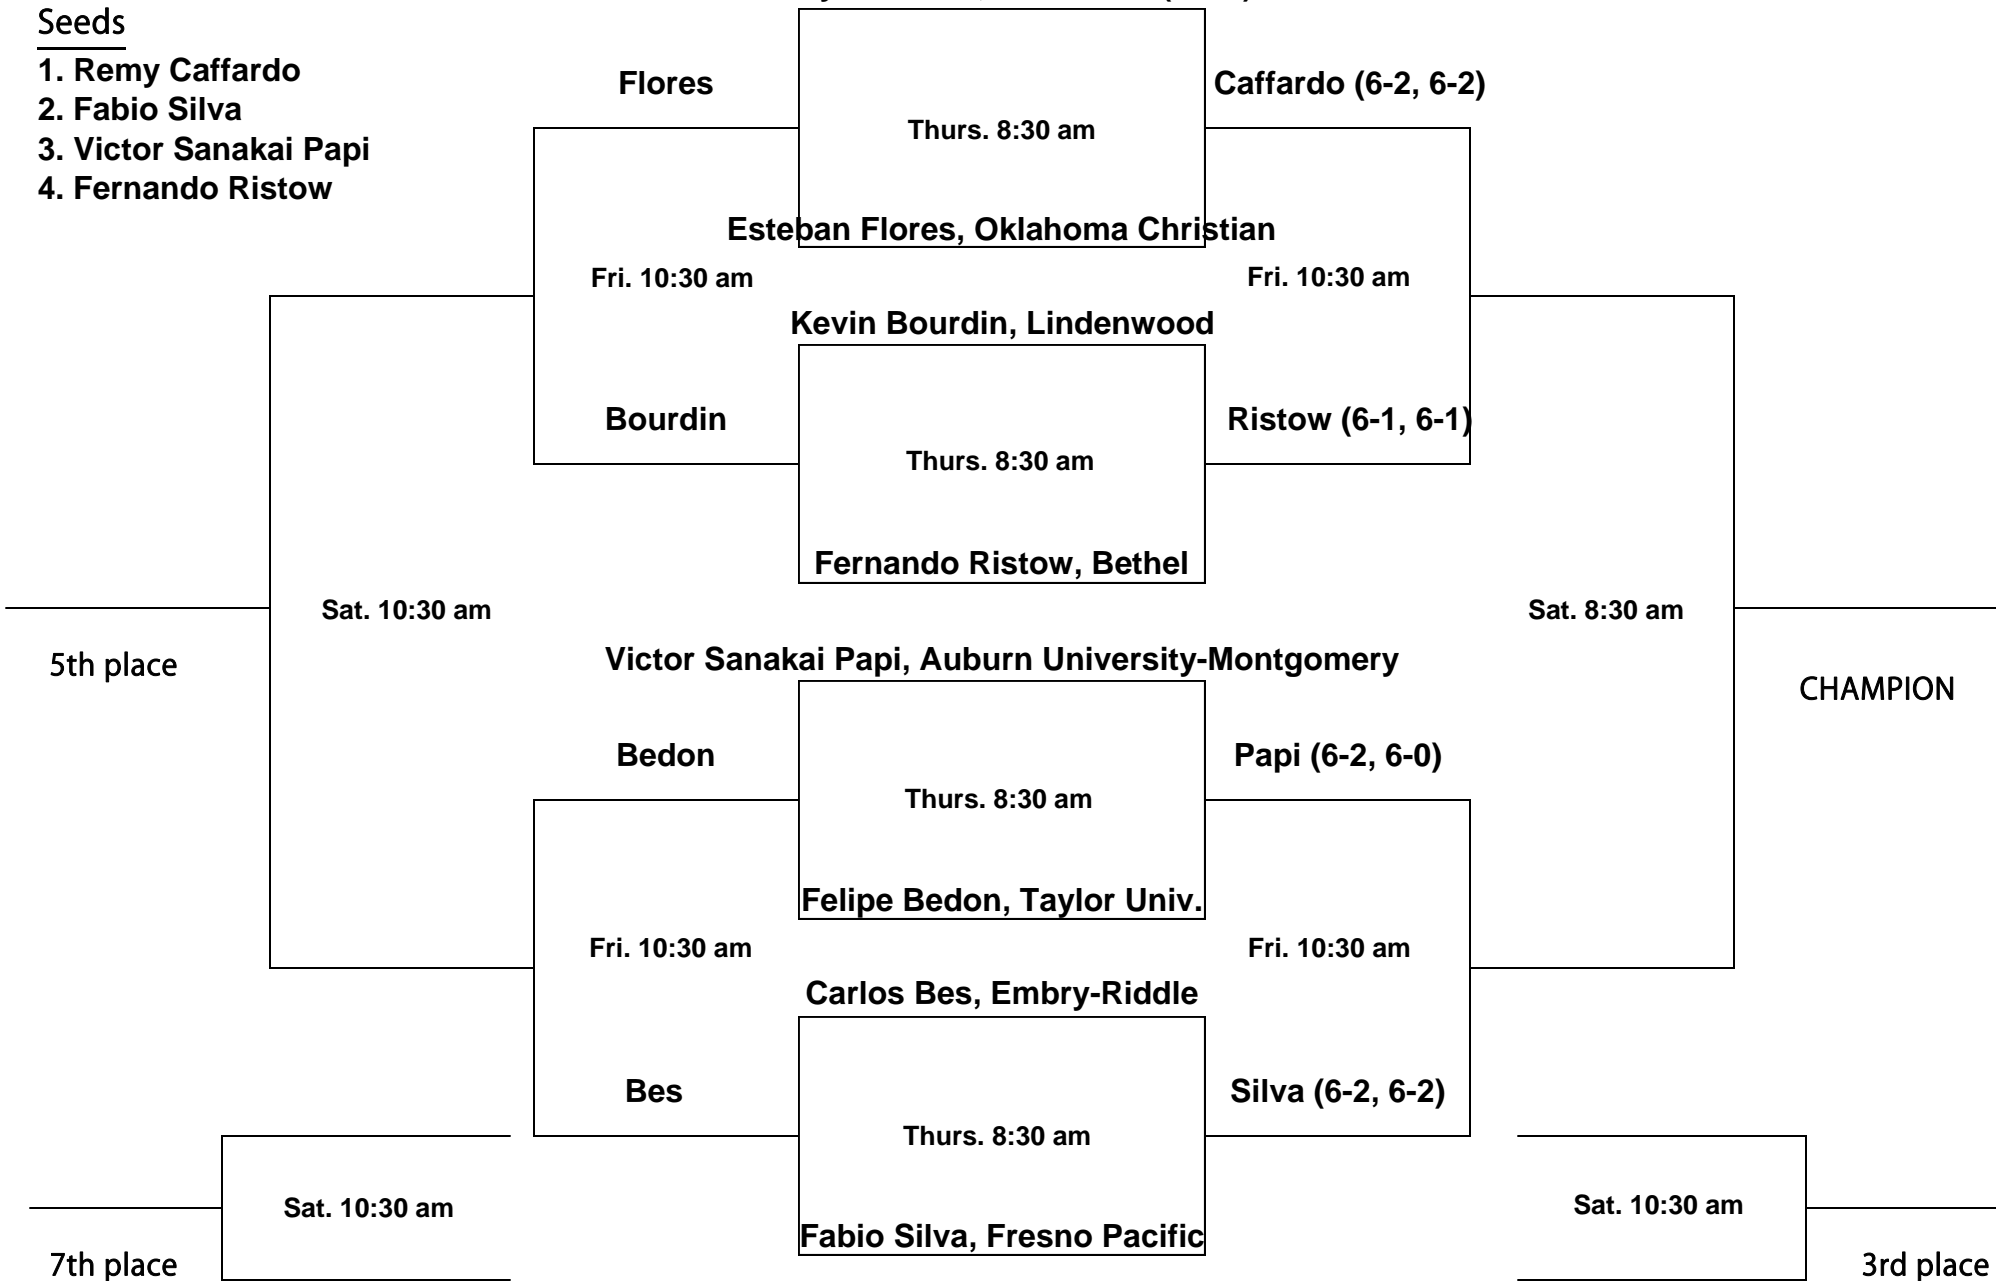 Seeds
1. Remy Caffardo
2. Fabio Silva
3. Victor Sanakai Papi
4. Fernando Ristow
Flores
Caffardo (6-2, 6-2)
Thurs. 8:30 am
Esteban Flores, Oklahoma Christian
Fri. 10:30 am
Fri. 10:30 am
Kevin Bourdin, Lindenwood
Bourdin
Ristow (6-1, 6-1)
Thurs. 8:30 am
Fernando Ristow, Bethel
Sat. 10:30 am
Sat. 8:30 am
5th place
Victor Sanakai Papi, Auburn University-Montgomery
CHAMPION
Bedon
Papi (6-2, 6-0)
Thurs. 8:30 am
Felipe Bedon, Taylor Univ.
Fri. 10:30 am
Fri. 10:30 am
Carlos Bes, Embry-Riddle
Bes
Silva (6-2, 6-2)
Thurs. 8:30 am
Sat. 10:30 am
Sat. 10:30 am
Fabio Silva, Fresno Pacific
7th place
3rd place